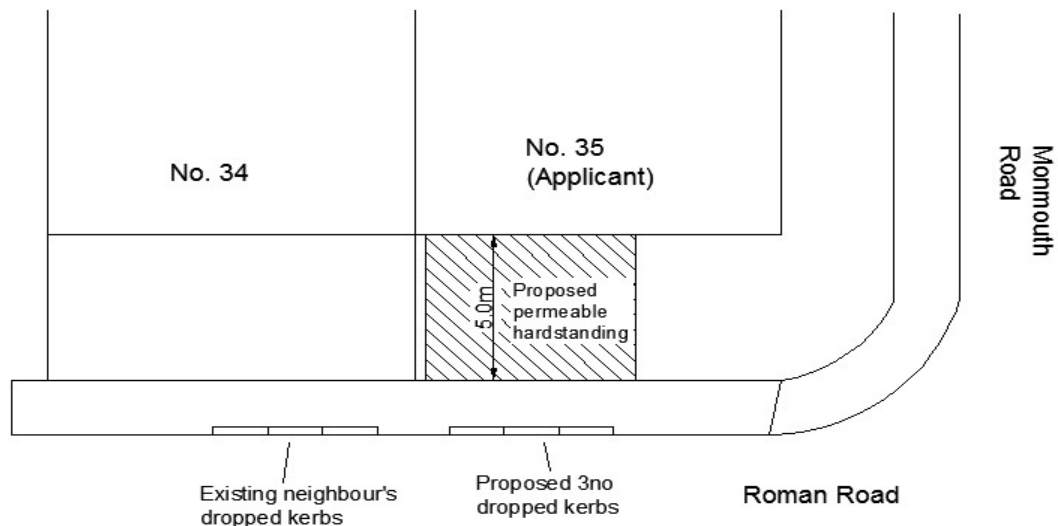 No. 34
No. 35
(Applicant)
Monmouth
Road
5.0m
Proposed
permeable
hardstanding
Existing neighbour's
dropped kerbs
Proposed 3no
dropped kerbs
Roman Road